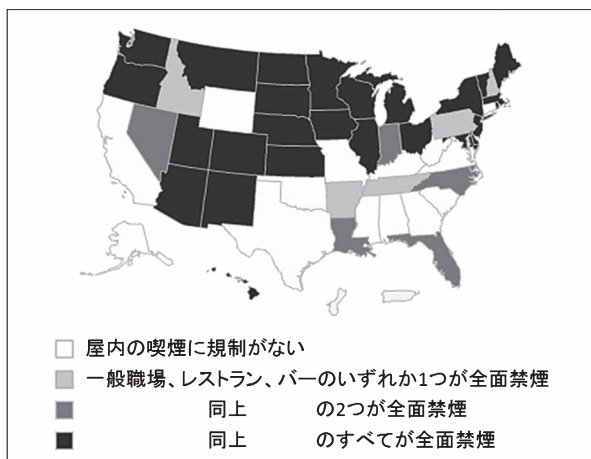 屋内の喫煙に規制がない
一般職場、レストラン、バーのいずれか1つが全面禁煙
同上 の2つが全面禁煙
同上 のすべてが全面禁煙